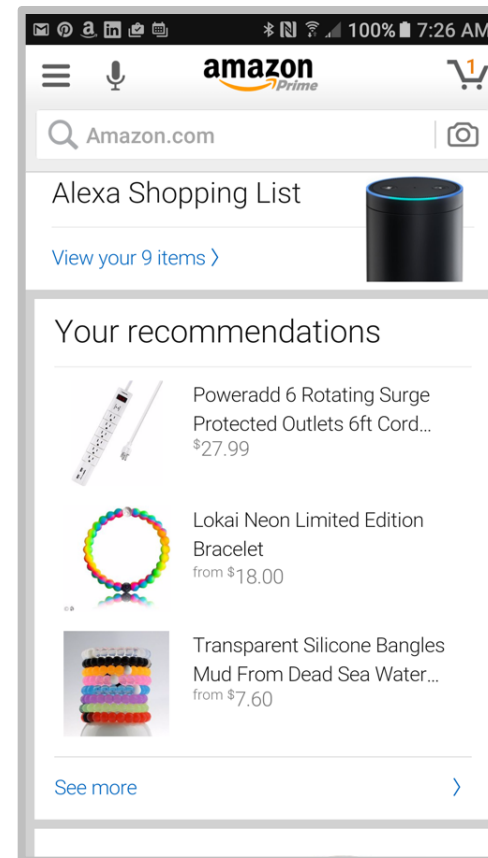 100% 7:26 AM
amazon
Prime
1
Amazon.com
Alexa Shopping List
View your 9 items
Your recommendations
Poweradd 6 Rotating Surge
Protected Outlets 6ft Cord...
$27.99
Lokai Neon Limited Edition
Bracelet
from $18.00
Transparent Silicone Bangles
Mud From Dead Sea Water...
from $7.60
See more